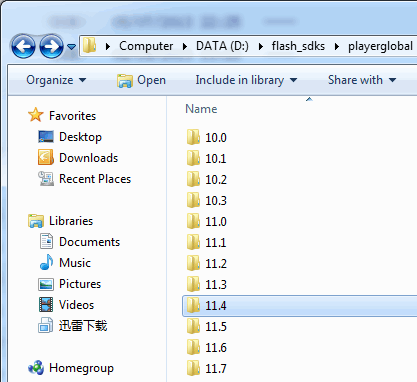 Computer DATA (D:) flash_sdks playerglobal
Organize Open Include in library Share with
Favorites
Desktop
Downloads
Recent Places
Libraries
Documents
Music
Pictures
Videos
迅雷下载
Homegroup
Name
10.0
10.1
10.2
10.3
11.0
11.1
11.2
11.3
11.4
11.5
11.6
11.7